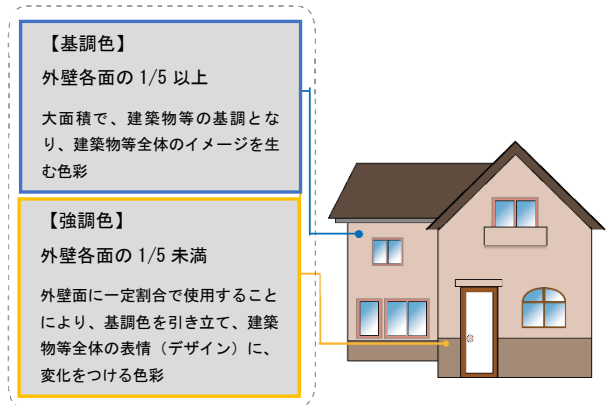 【基調色】
外壁各面の 1/5 以上
大面積で、建築物等の基調とな
り、建築物等全体のイメージを生
む色彩
【強調色】
外壁各面の 1/5 未満
外壁面に一定割合で使用すること
により、基調色を引き立て、建築
物等全体の表情（デザイン）に、
変化をつける色彩